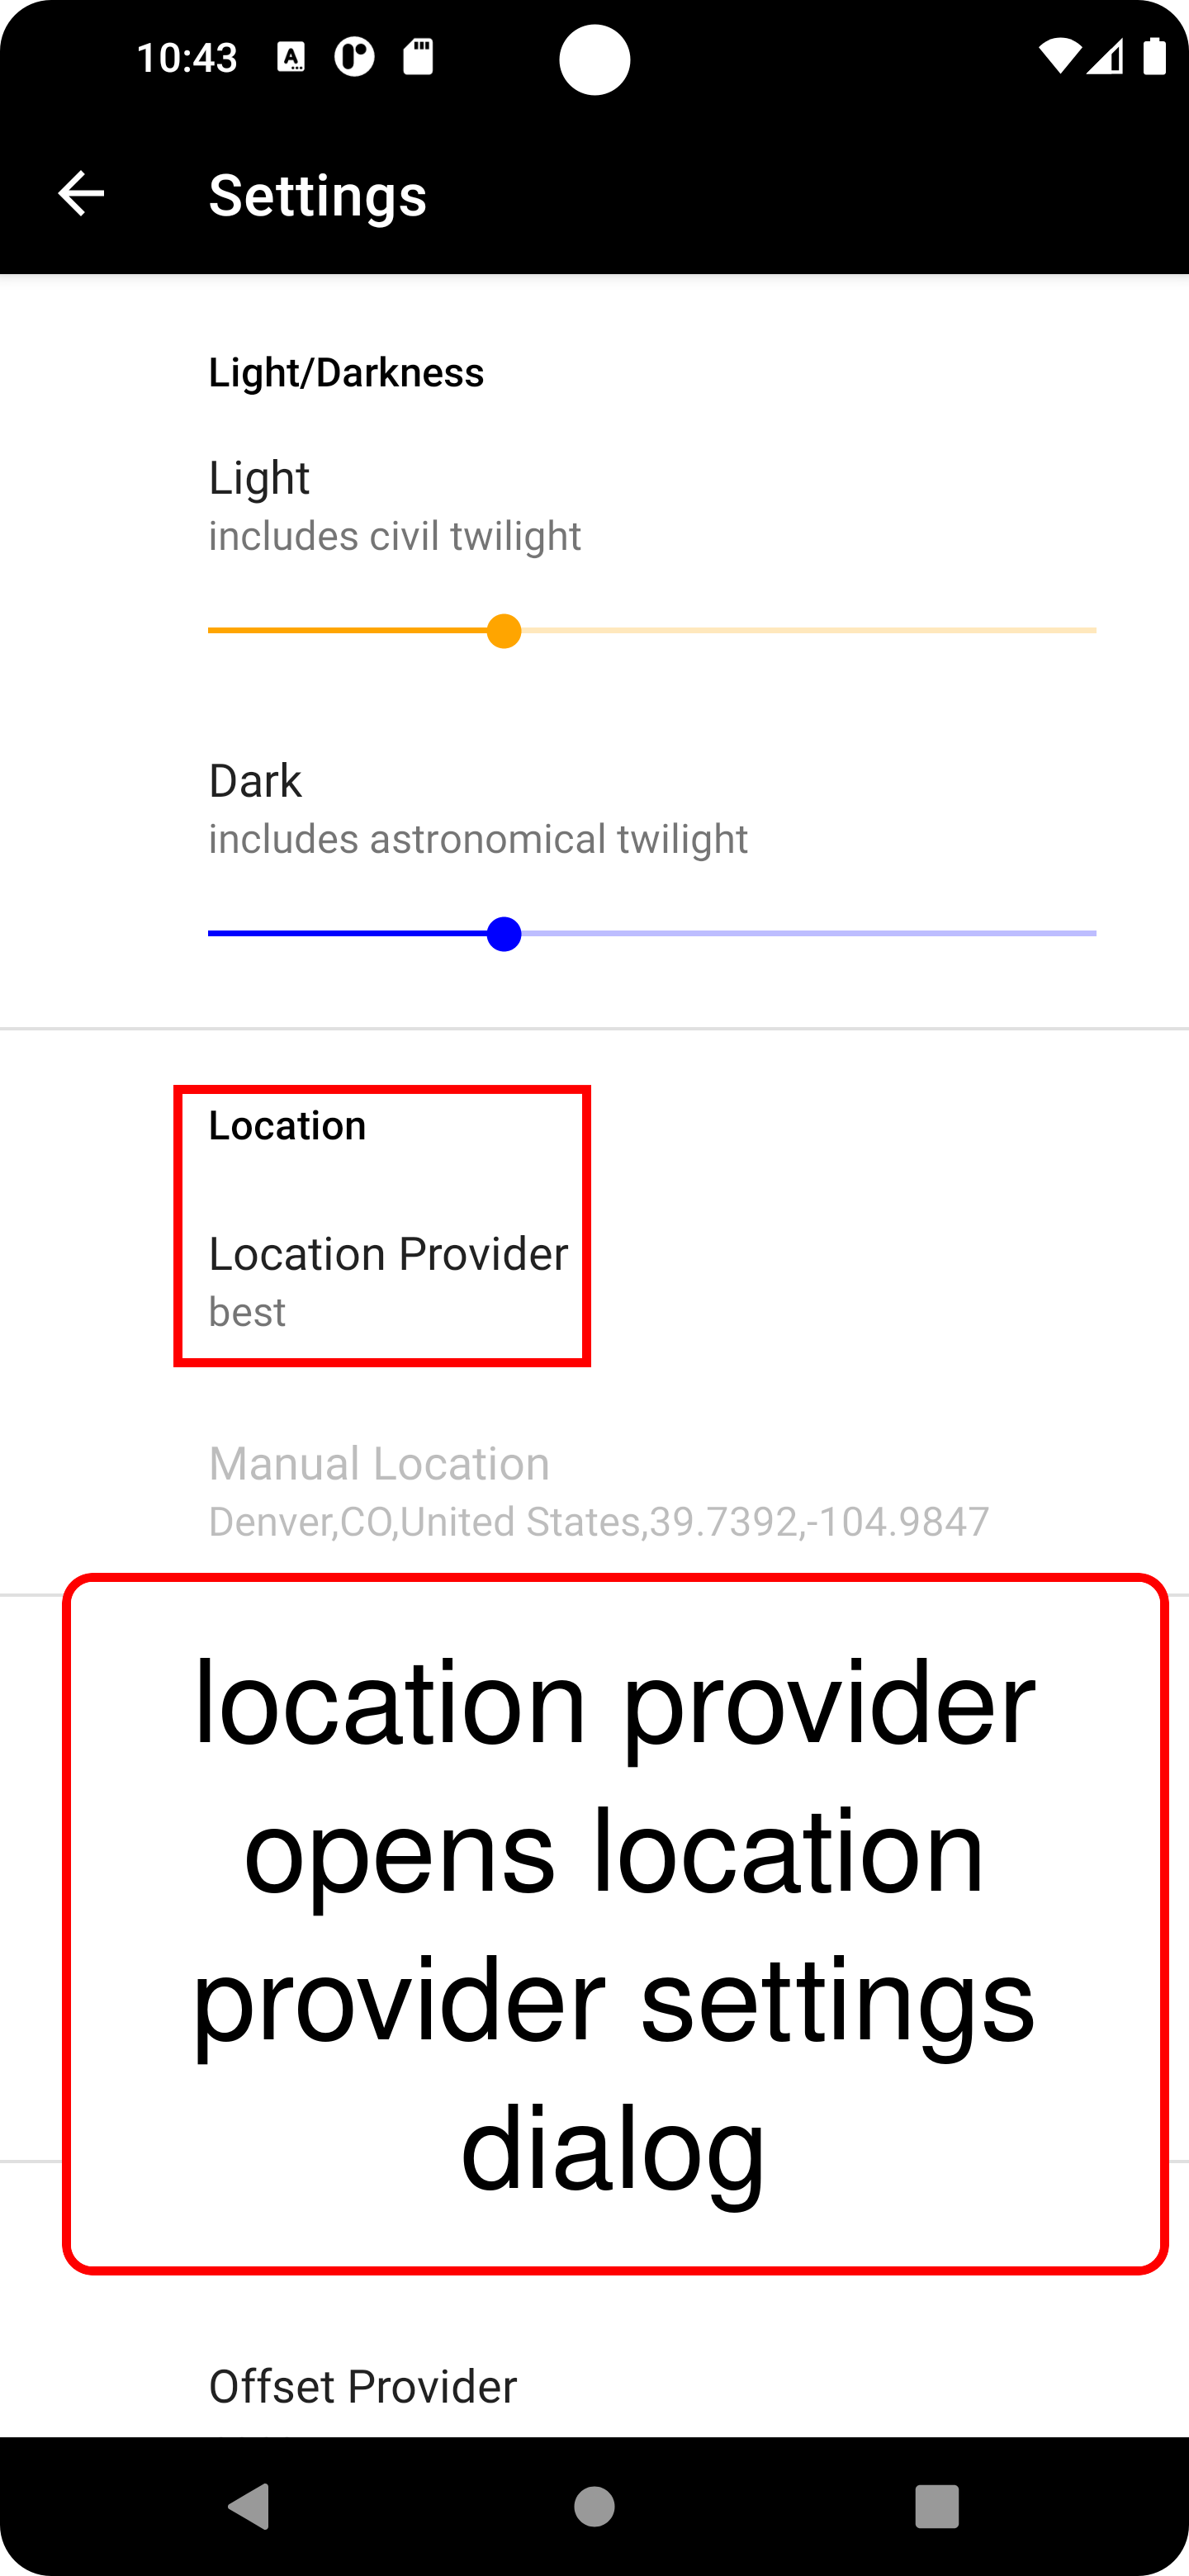 10:43
Settings
Light/Darkness
Light
includes civil twilight
Dark
includes astronomical twilight
Location
Location Provider
best
Manual Location
Denver,CO,United States,39.7392,-104.9847
location provider
opens location
provider settings
dialog
Offset Provider